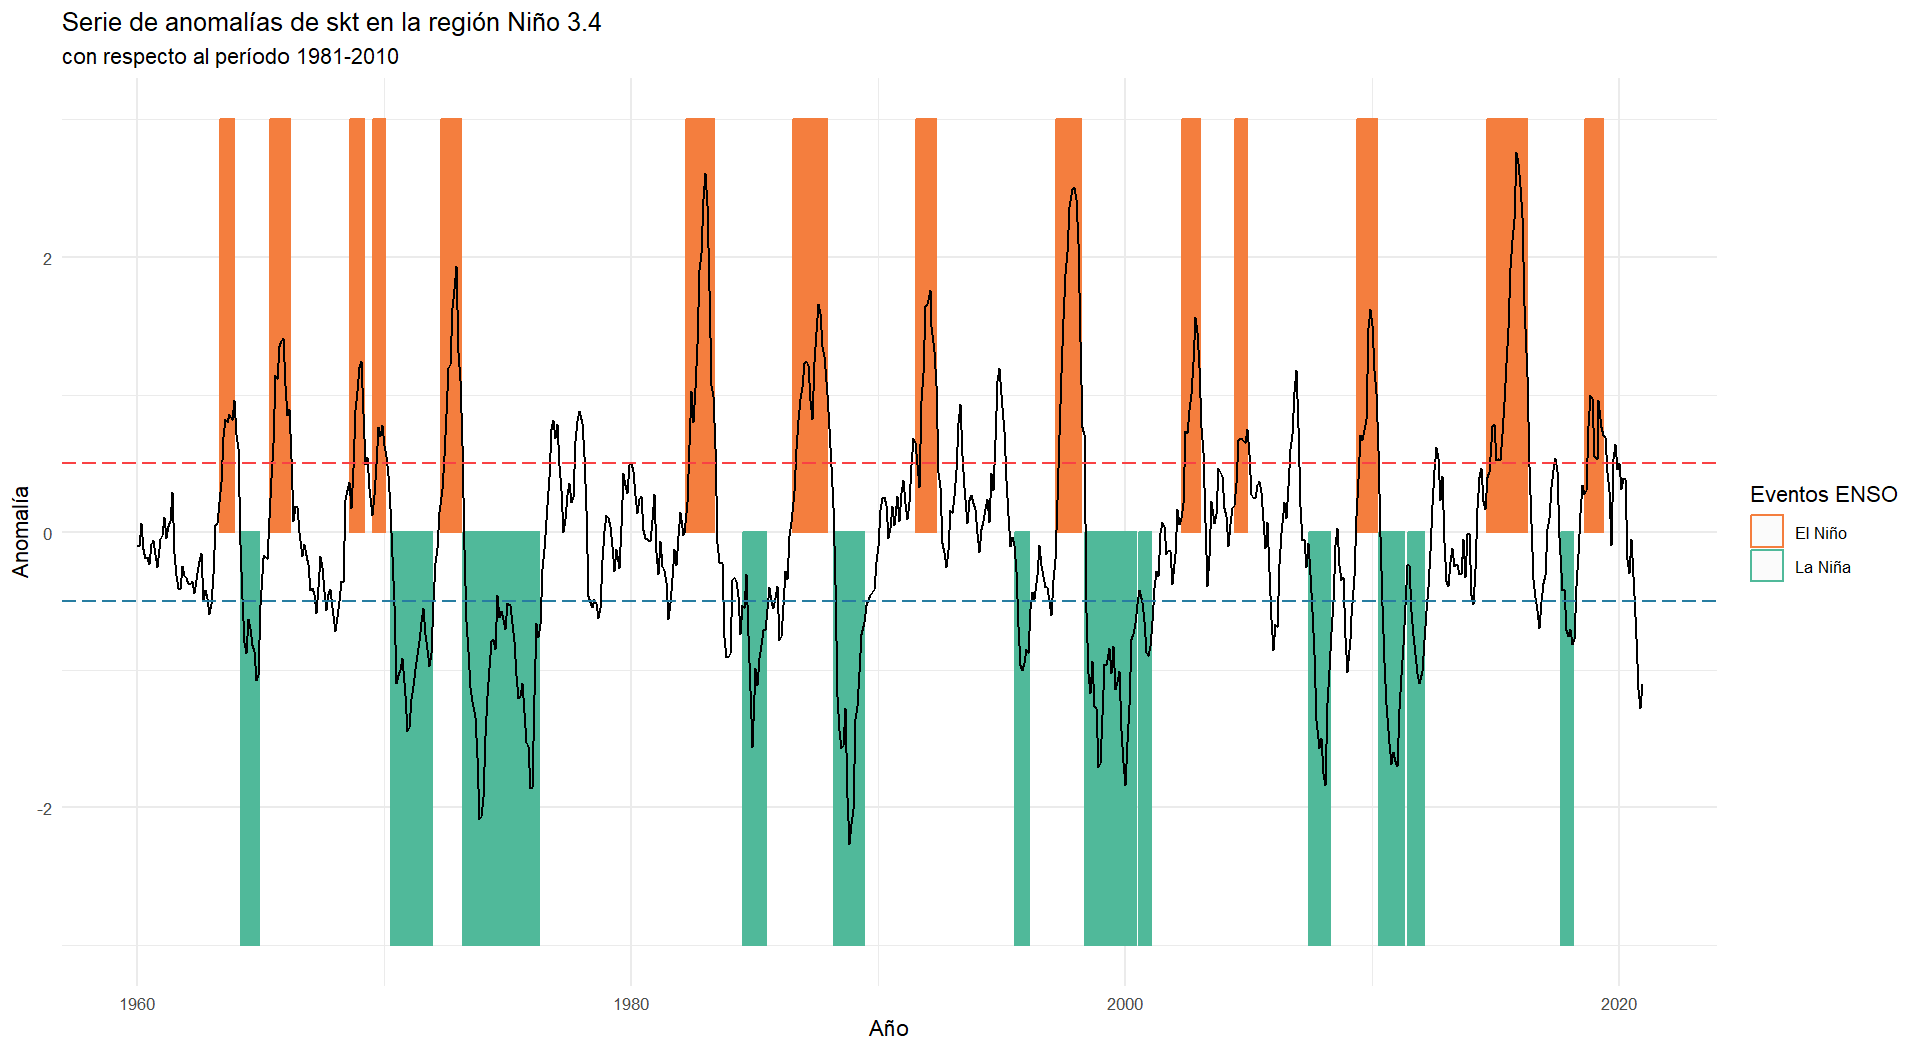 Serie de anomalías de skt en la región Niño 3.4
con respecto al período 1981-2010
Anomalía
2
0
-2
1960
1980
2000
2020
Año
Eventos ENSO
El Niño
La Niña